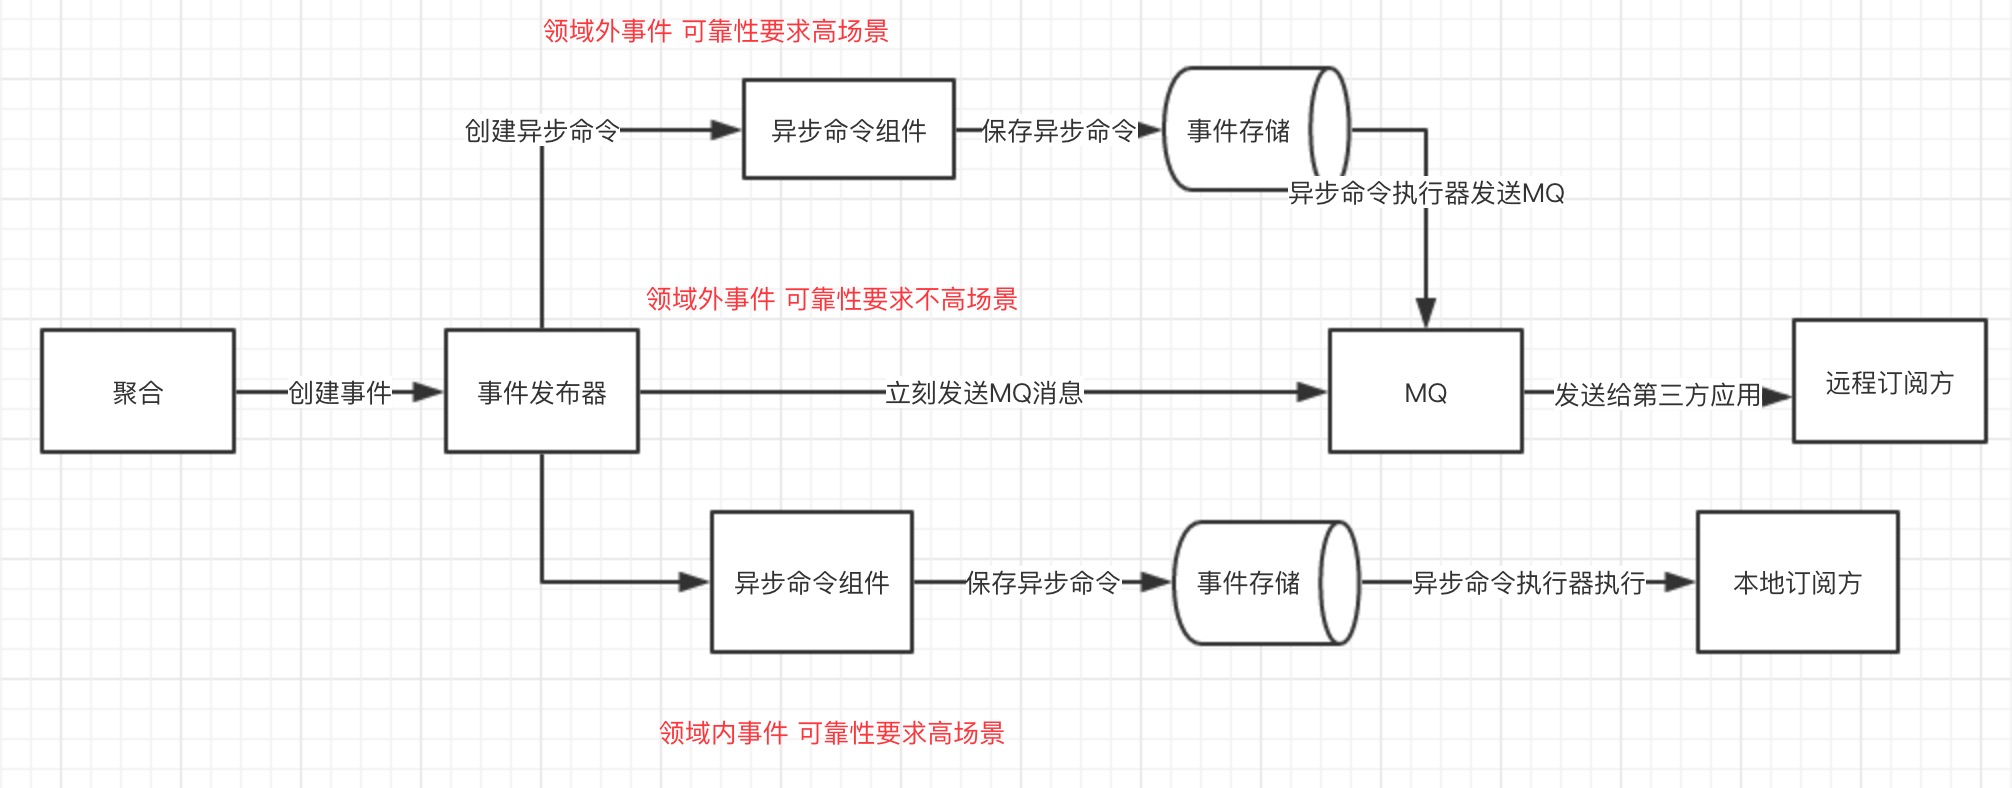 领域外事件 可靠性要求高场景
创建异步命令
异步命令组件
保存异步命令
事件存储
异步命令执行器发送MQ
领域外事件 可靠性要求不高场景
聚合
创建事件
事件发布器
立刻发送MQ消息
MQ
发送给第三方应用
远程订阅方
异步命令组件
保存异步命令
事件存储
异步命令执行器执行
本地订阅方
领域内事件 可靠性要求高场景